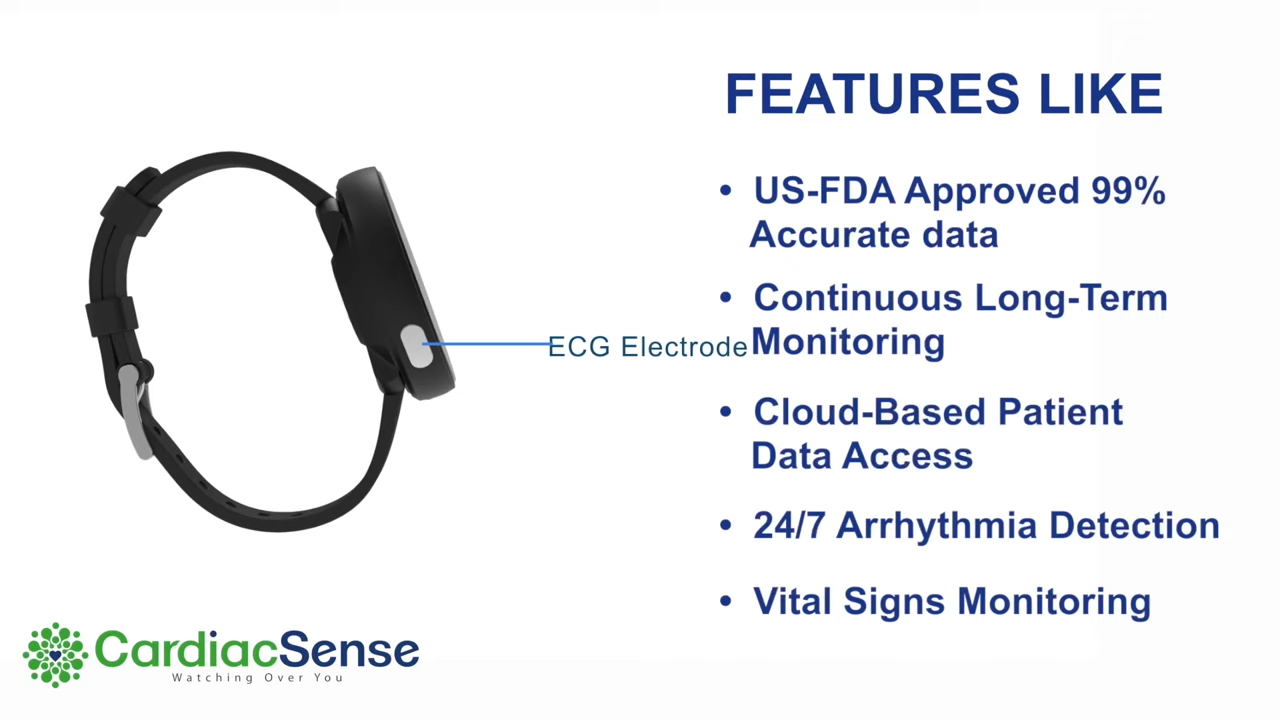 FEATURES LIKE
• US-FDA Approved 99%
Accurate data
• Continuous Long-Term
Monitoring
ECG Electrode
• Cloud-Based Patient
Data Access
• 24/7 Arrhythmia Detection
• Vital Signs Monitoring
CardiacSense
Watching Over You